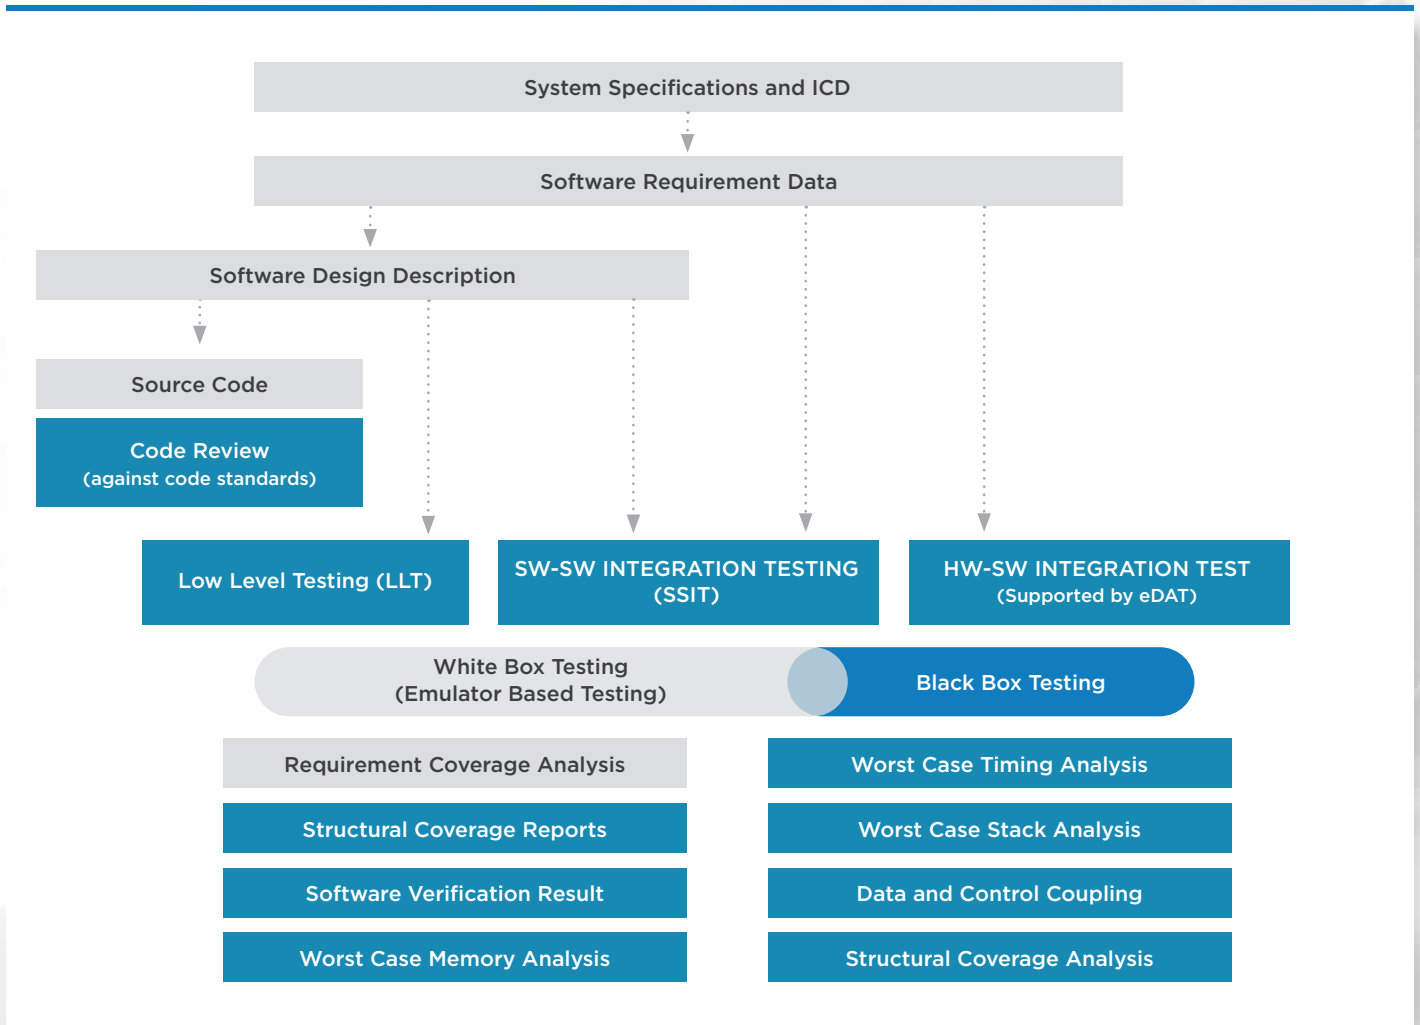 System Specifications and ICD
Software Requirement Data
Software Design Description
Source Code
Code Review
(against code standards)
Low Level Testing (LLT)
SW-SW INTEGRATION TESTING
(SSIT)
HW-SW INTEGRATION TEST
(Supported by eDAT)
White Box Testing
(Emulator Based Testing)
Black Box Testing
Requirement Coverage Analysis
Worst Case Timing Analysis
Structural Coverage Reports
Worst Case Stack Analysis
Software Verification Result
Data and Control Coupling
Worst Case Memory Analysis
Structural Coverage Analysis